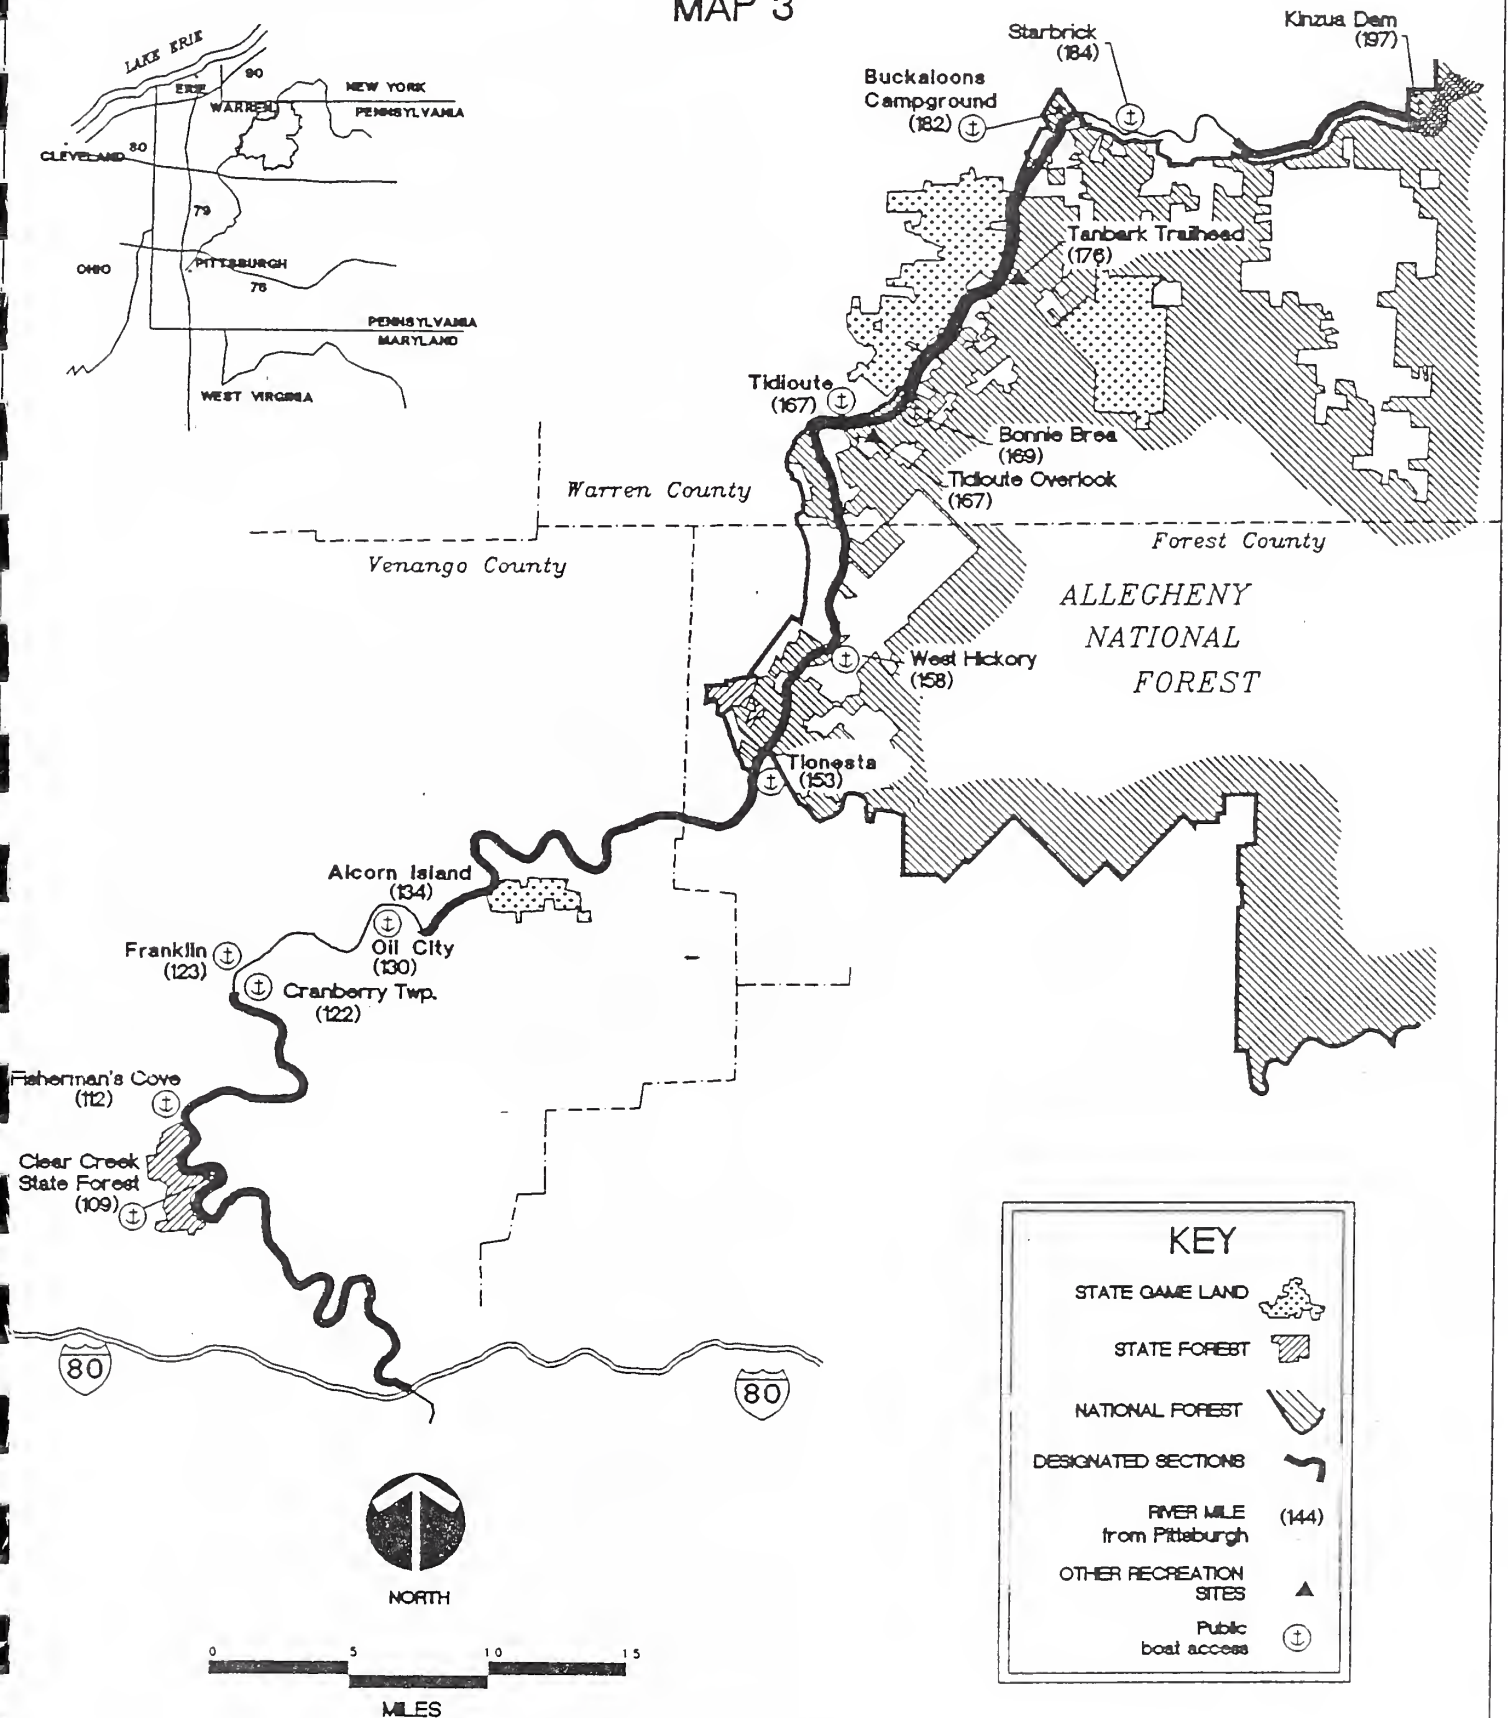 MAP 3
LAKE ERIE
ERIE
90
WARREN
NEW YORK
PENNSYLVANIA
CLEVELAND
80
79
OHIO
PITTSBURGH
76
PENNSYLVANIA
MARYLAND
WEST VIRGINIA
Kinzua Dam
(197)
Starbrick
(184)
Buckaloons
Campground
(182)
Tanbark Trailhead
(176)
Tidioute
(167)
Bonnie Brea
(169)
Tidioute Overlook
(167)
Warren County
Venango County
Forest County
ALLEGHENY
NATIONAL
FOREST
West Hickory
(158)
Tionesta
(153)
Alcorn Island
(134)
Oil City
(130)
Franklin
(123)
Cranberry Twp.
(122)
Fisherman's Cove
(112)
Clear Creek
State Forest
(109)
80
80
NORTH
0 5 10 15
MILES
KEY
STATE GAME LAND
STATE FOREST
NATIONAL FOREST
DESIGNATED SECTIONS
RIVER MILE (144)
from Pittsburgh
OTHER RECREATION
SITES
Public
boat access